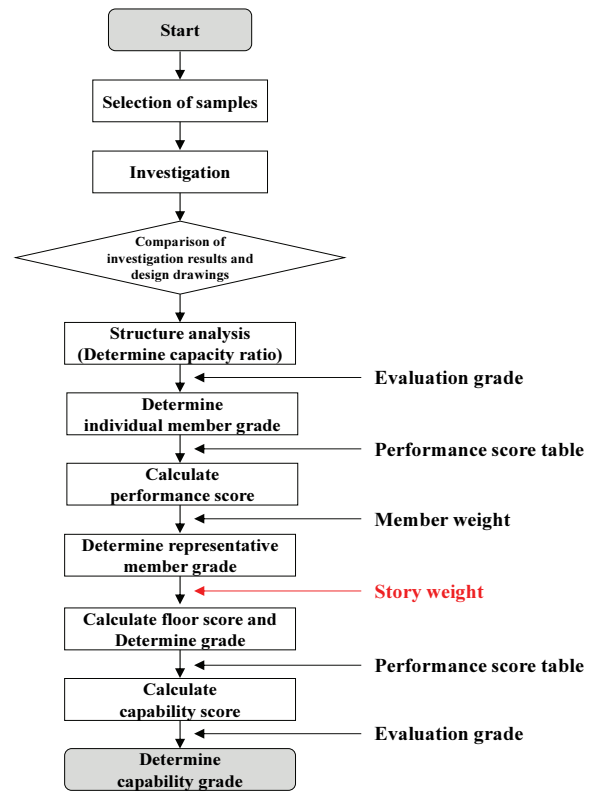 Start
Selection of samples
Investigation
Comparison of
investigation results and
design drawings
Structure analysis
(Determine capacity ratio)
Evaluation grade
Determine
individual member grade
Performance score table
Calculate
performance score
Member weight
Determine representative
member grade
Story weight
Calculate floor score and
Determine grade
Performance score table
Calculate
capability score
Evaluation grade
Determine
capability grade